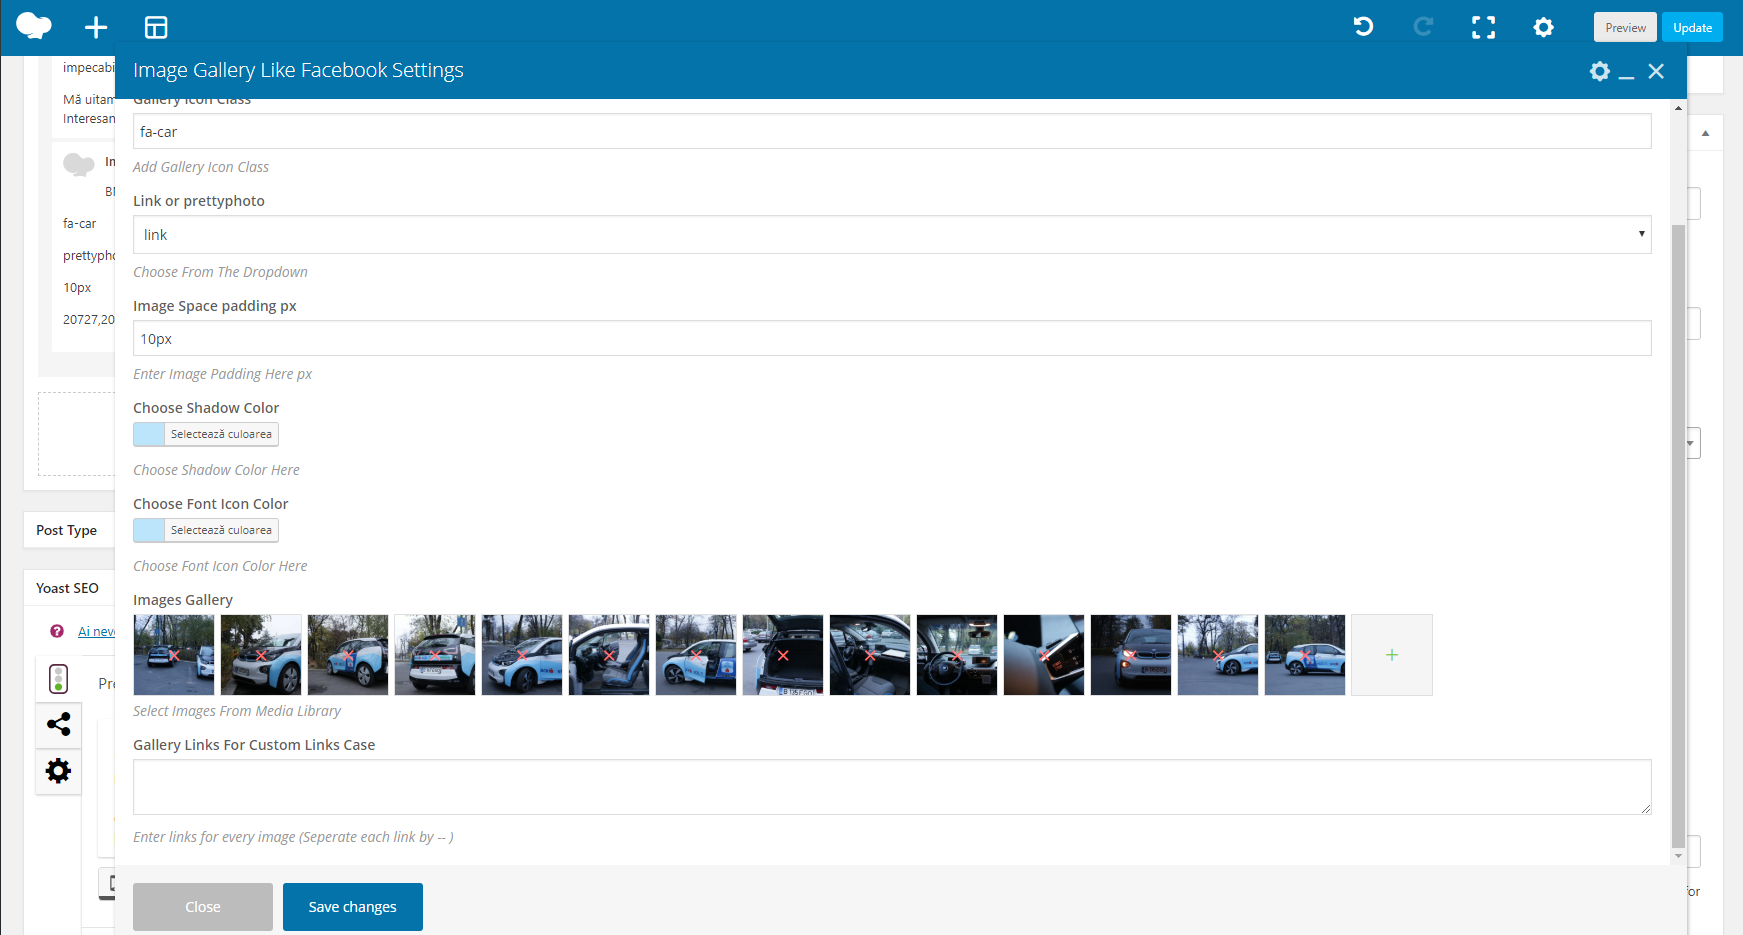 Preview
Update
Image Gallery Like Facebook Settings
impecabi
Mă uitam
Interesan
fa-car
prettypho
10px
20727,20
Post Type
Yoast SEO
Ai nev
Gallery Icon Class
fa-car
Add Gallery Icon Class
Link or prettyphoto
link
Choose From The Dropdown
Image Space padding px
10px
Enter Image Padding Here px
Choose Shadow Color
Selectează culoarea
Choose Shadow Color Here
Choose Font Icon Color
Selectează culoarea
Choose Font Icon Color Here
Images Gallery
Select Images From Media Library
Gallery Links For Custom Links Case
Enter links for every image (Seperate each link by -- )
Close
Save changes
for